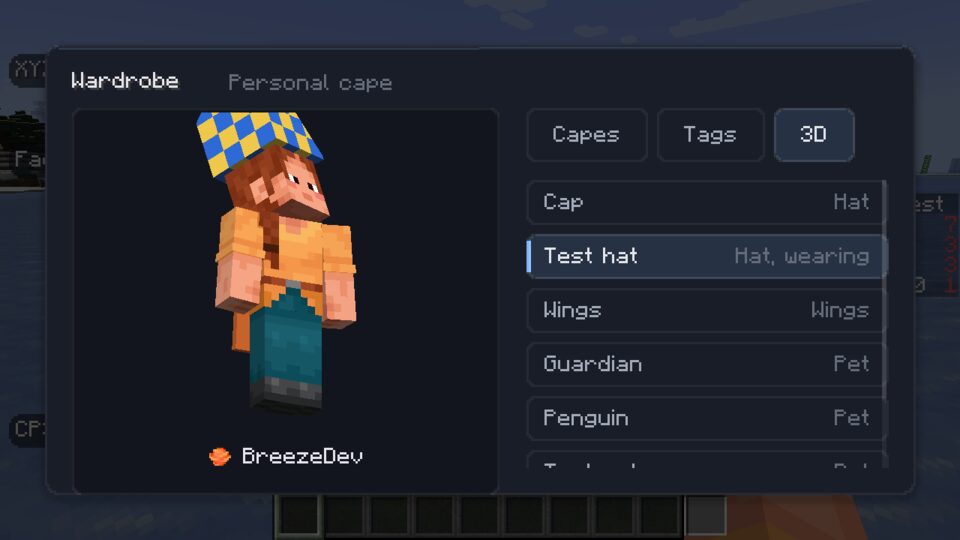 Wardrobe
Personal cape
Capes
Tags
3D
Cap
Hat
Test hat
Hat, wearing
Wings
Wings
Guardian
Pet
Penguin
Pet
BreezeDev